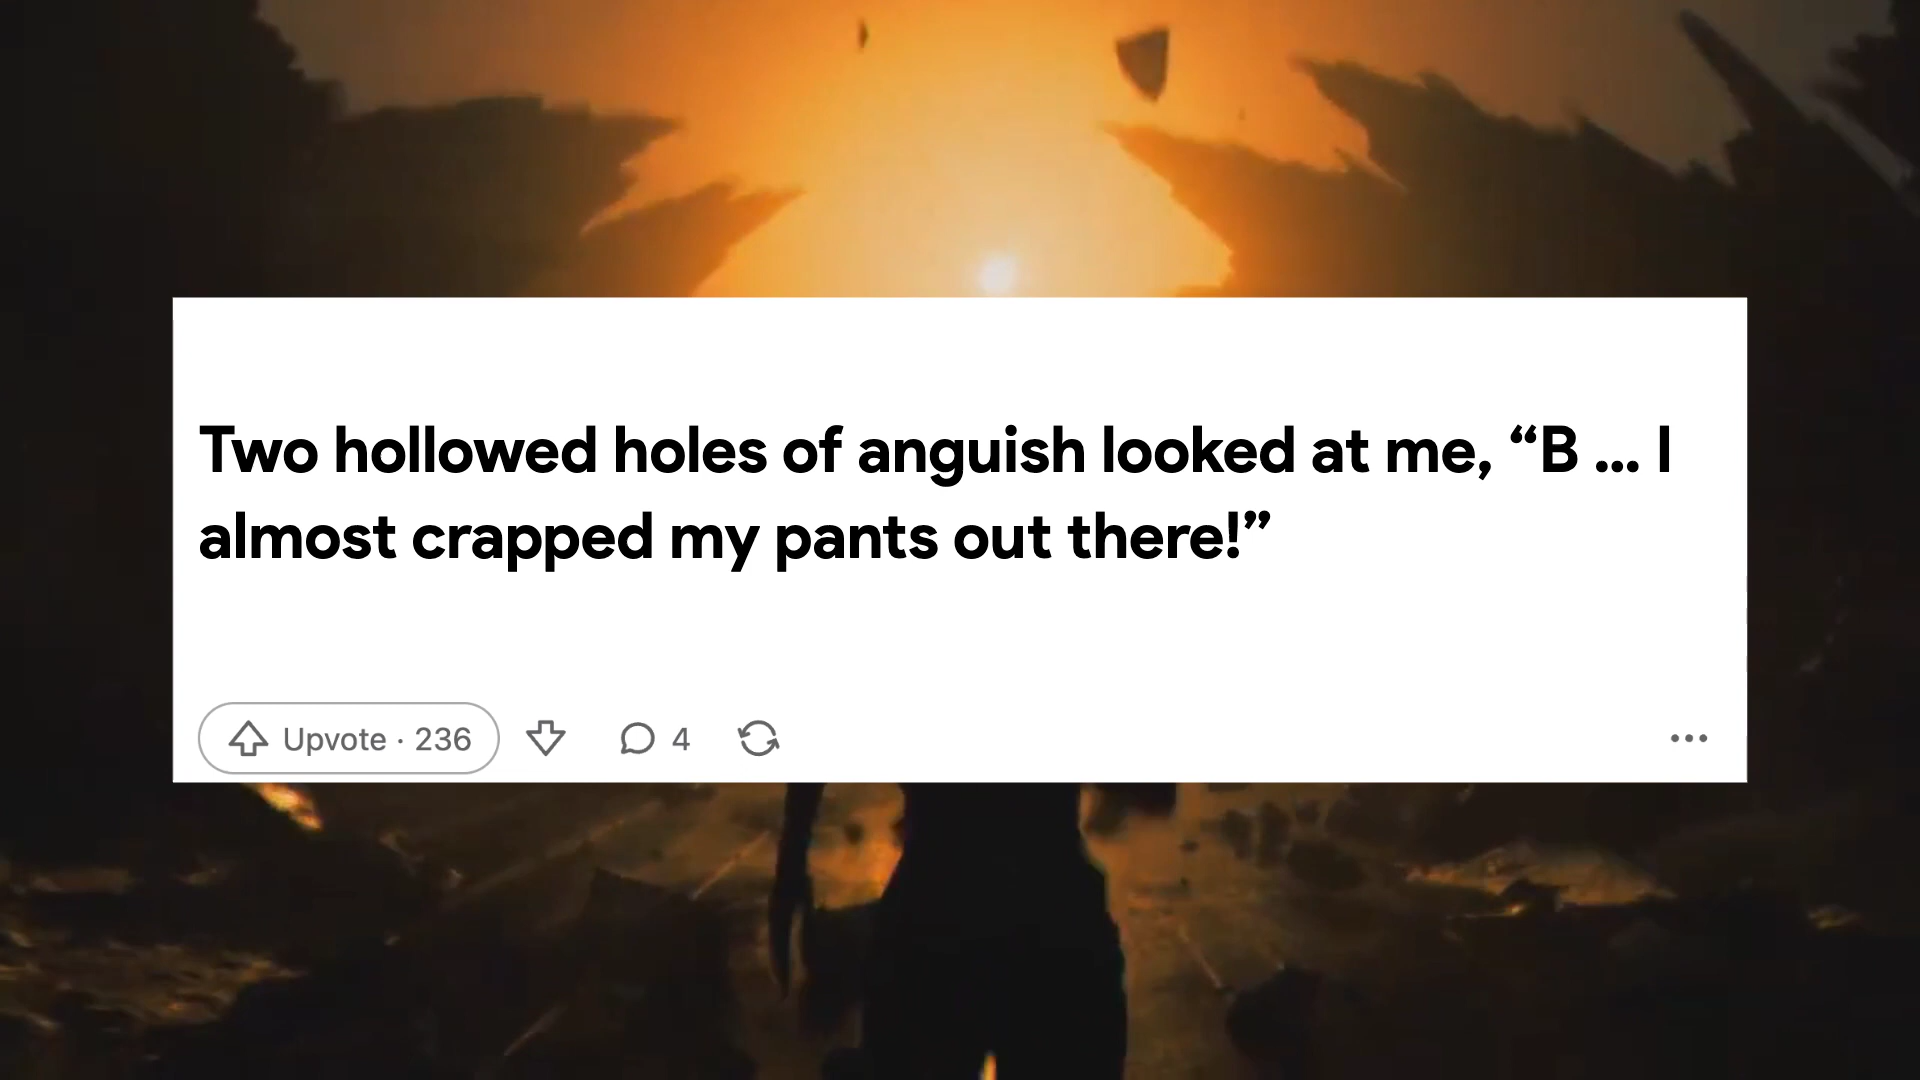 Two hollowed holes of anguish looked at me, “B ... I
almost crapped my pants out there!”
Upvote · 236
4